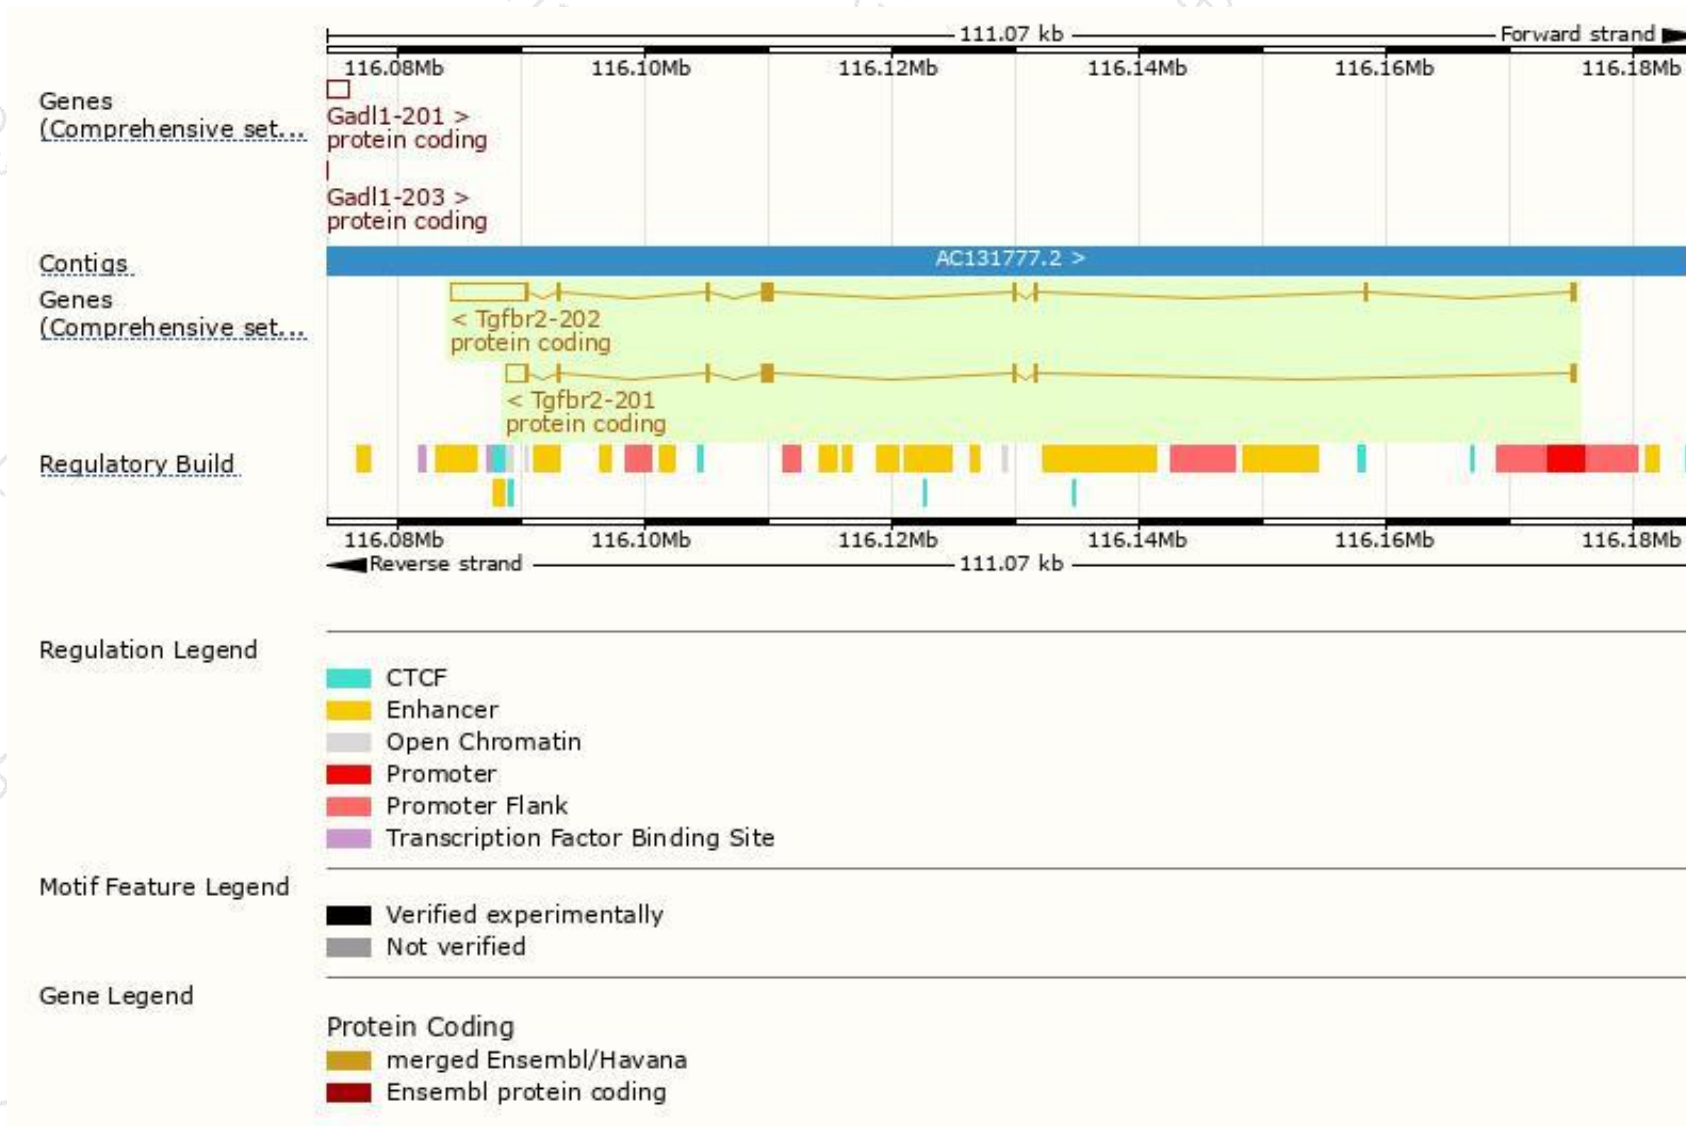 111.07 kb Forward strand
116.08Mb 116.10Mb 116.12Mb 116.14Mb 116.16Mb 116.18Mb
Genes
(Comprehensive set...
Gadl1-201 >
protein coding
Gadl1-203 >
protein coding
Contigs
AC131777.2 >
Genes
(Comprehensive set...
< Tgfbr2-202
protein coding
< Tgfbr2-201
protein coding
Regulatory Build
116.08Mb 116.10Mb 116.12Mb 116.14Mb 116.16Mb 116.18Mb
Reverse strand 111.07 kb
Regulation Legend
CTCF
Enhancer
Open Chromatin
Promoter
Promoter Flank
Transcription Factor Binding Site
Motif Feature Legend
Verified experimentally
Not verified
Gene Legend
Protein Coding
merged Ensembl/Havana
Ensembl protein coding